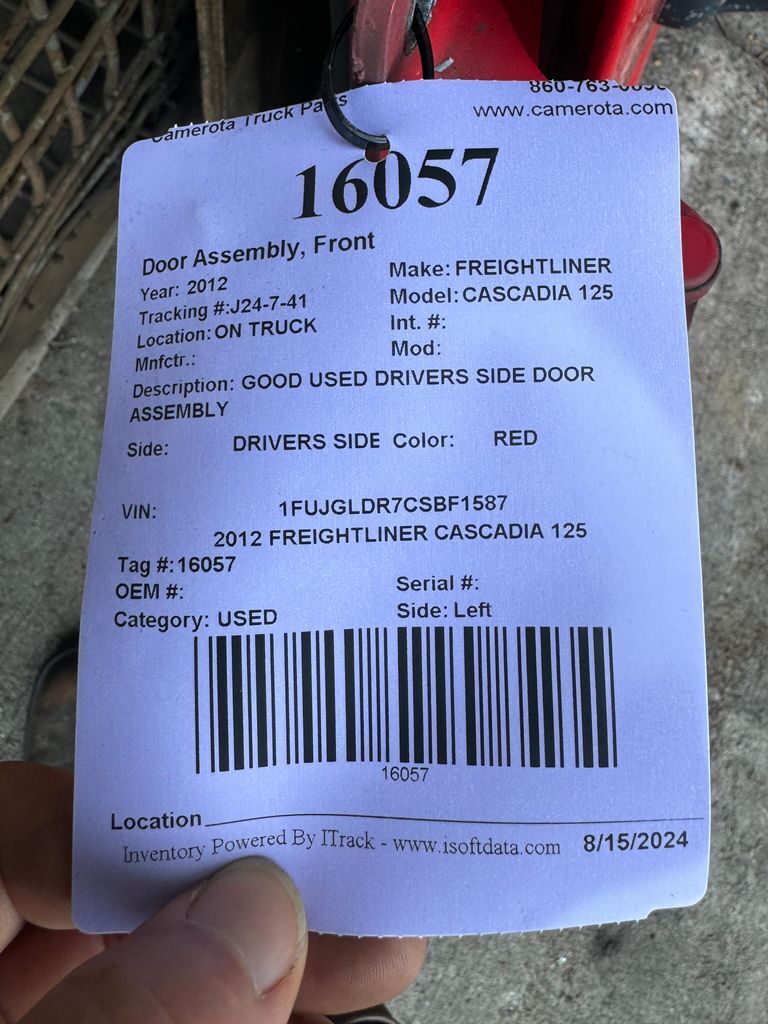 Camerota Truck Parts
860-763-0896
www.camerota.com
16057
Door Assembly, Front
Year: 2012 Make: FREIGHTLINER
Tracking #:J24-7-41 Model: CASCADIA 125
Location: ON TRUCK Int. #:
Mnfctr.: Mod:
Description: GOOD USED DRIVERS SIDE DOOR
ASSEMBLY
Side: DRIVERS SIDE Color: RED
VIN: 1FUJGLDR7CSBF1587
2012 FREIGHTLINER CASCADIA 125
Tag #:16057
OEM #: Serial #:
Category: USED Side: Left
16057
Location
Inventory Powered By ITrack - www.isoftdata.com 8/15/2024